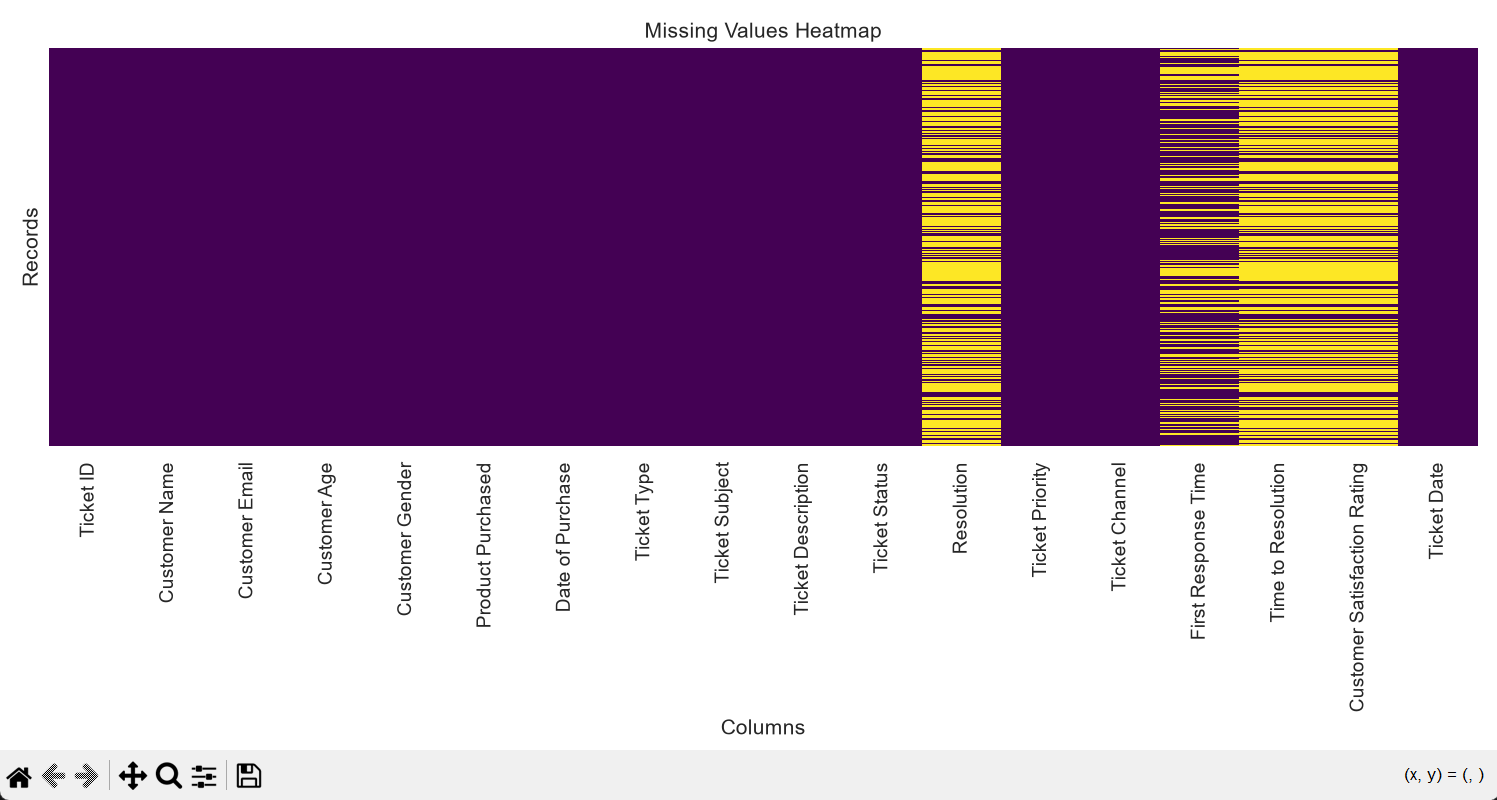 Missing Values Heatmap
Records
Ticket ID
Customer Name
Customer Email
Customer Age
Customer Gender
Product Purchased
Date of Purchase
Ticket Type
Ticket Subject
Ticket Description
Ticket Status
Resolution
Ticket Priority
Ticket Channel
First Response Time
Time to Resolution
Customer Satisfaction Rating
Ticket Date
Columns
(x, y) = (, )